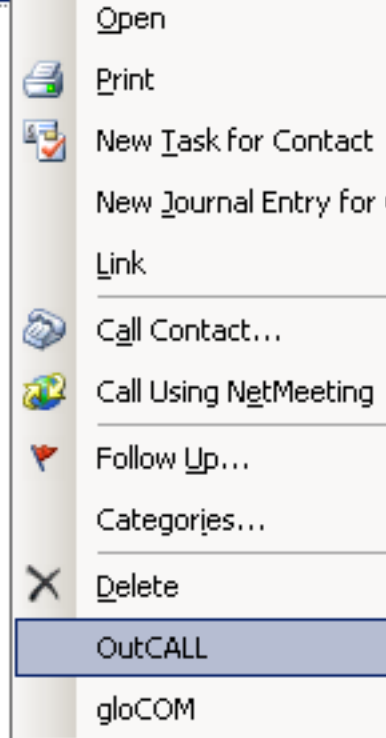 Open
Print
New Task for Contact
New Journal Entry for
Link
Call Contact...
Call Using NetMeeting
Follow Up...
Categories...
Delete
OutCALL
gloCOM